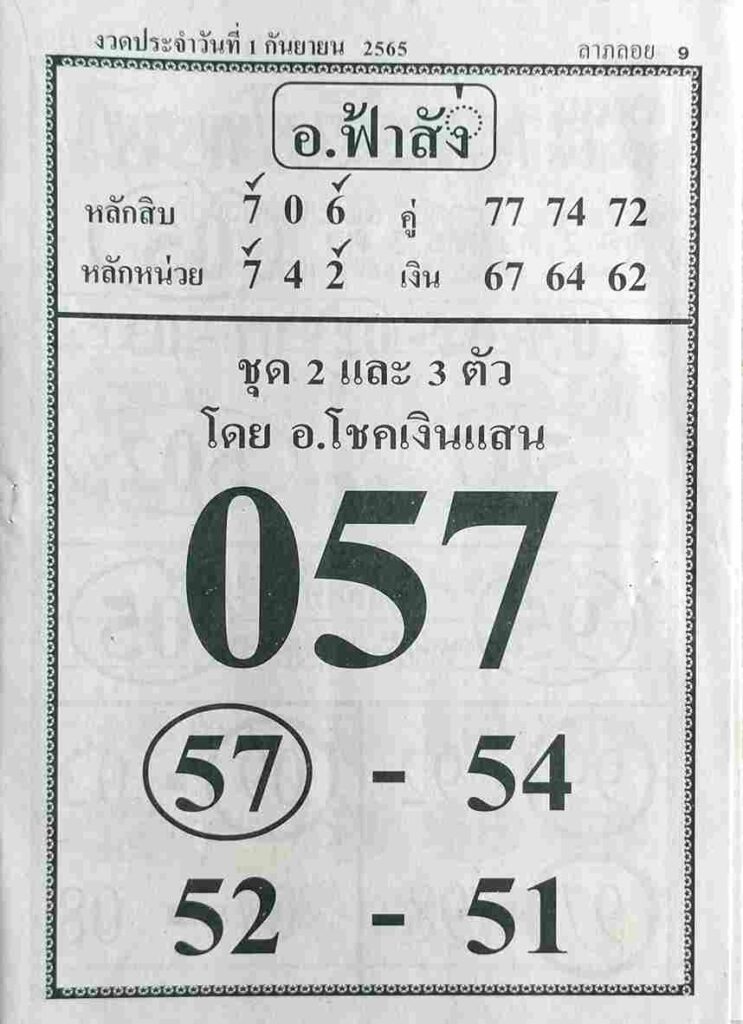 งวดประจำวันที่ 1 กันยายน 2565 ลาภลอย 9
อ.ฟ้าสั่ง
หลักสิบ 7 0 6 คู่ 77 74 72
หลักหน่วย 7 4 2 เงิน 67 64 62
ชุด 2 และ 3 ตัว
โดย อ.โชคเงินแสน
057
57 - 54
52 - 51